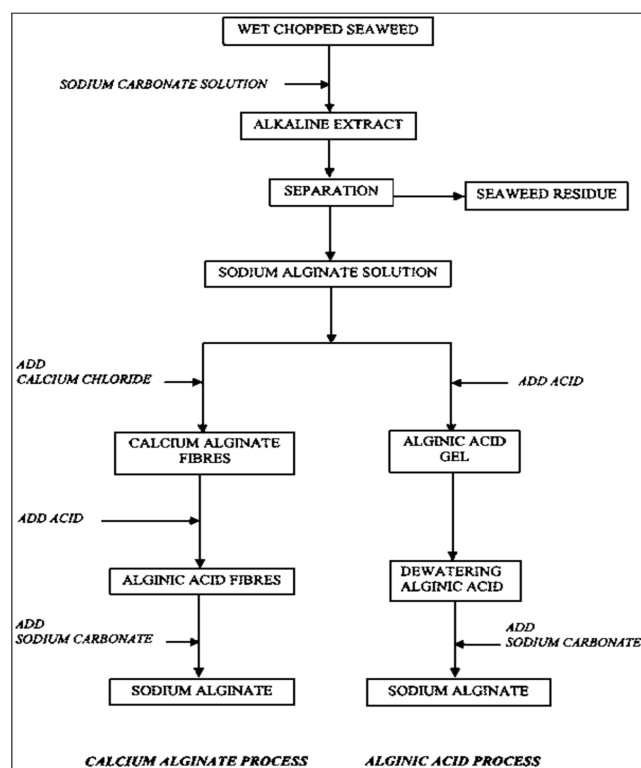 WET CHOPPED SEAWEED
SODIUM CARBONATE SOLUTION
ALKALINE EXTRACT
SEPARATION
SEAWEED RESIDUE
SODIUM ALGINATE SOLUTION
ADD
CALCIUM CHLORIDE
ADD ACID
CALCIUM ALGINATE
FIBRES
ALGINIC ACID
GEL
ADD ACID
ALGINIC ACID FIBRES
DEWATERING
ALGINIC ACID
ADD
SODIUM CARBONATE
ADD
SODIUM CARBONATE
SODIUM ALGINATE
SODIUM ALGINATE
CALCIUM ALGINATE PROCESS
ALGINIC ACID PROCESS